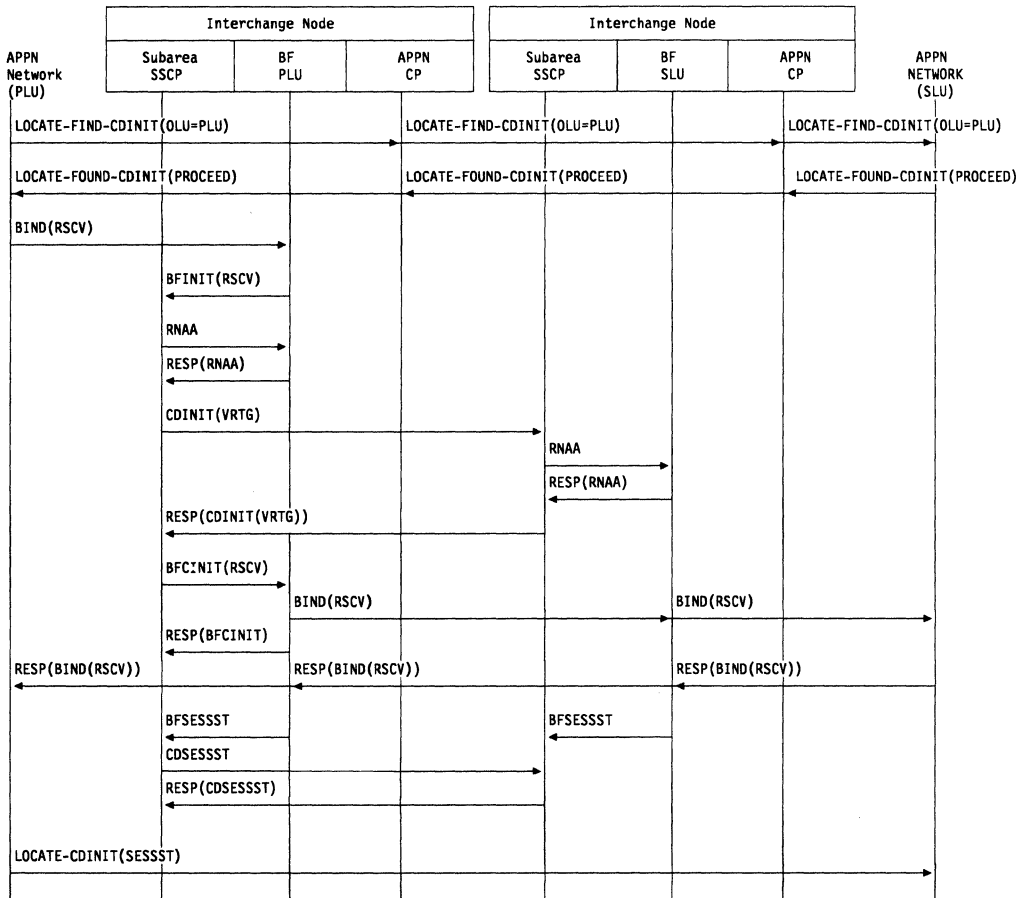 Interchange Node Interchange Node
APPN Network (PLU) Subarea SSCP BF PLU APPN CP Subarea SSCP BF SLU APPN CP APPN NETWORK (SLU)
LOCATE-FIND-CDINIT(OLU=PLU) LOCATE-FIND-CDINIT(OLU=PLU) LOCATE-FIND-CDINIT(OLU=PLU)
LOCATE-FOUND-CDINIT(PROCEED) LOCATE-FOUND-CDINIT(PROCEED) LOCATE-FOUND-CDINIT(PROCEED)
BIND(RSCV)
BFINIT(RSCV)
RNAA
RESP(RNAA)
CDINIT(VRTG)
RNAA
RESP(RNAA)
RESP(CDINIT(VRTG))
BFCINIT(RSCV)
BIND(RSCV) BIND(RSCV)
RESP(BFCINIT)
RESP(BIND(RSCV)) RESP(BIND(RSCV)) RESP(BIND(RSCV))
BFSESSST BFSESSST
CDSESSST
RESP(CDSESSST)
LOCATE-CDINIT(SESSST)